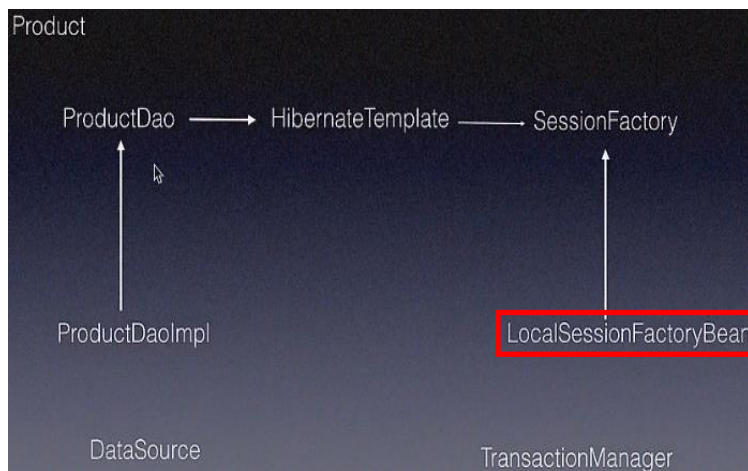 Product
ProductDao HibernateTemplate SessionFactory
ProductDaoImpl LocalSessionFactoryBean
DataSource TransactionManager